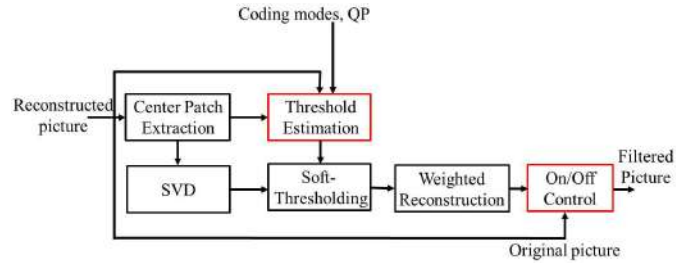 Coding modes, QP
Reconstructed
picture
Center Patch
Extraction
Threshold
Estimation
SVD
Soft-
Thresholding
Weighted
Reconstruction
On/Off
Control
Filtered
Picture
Original picture